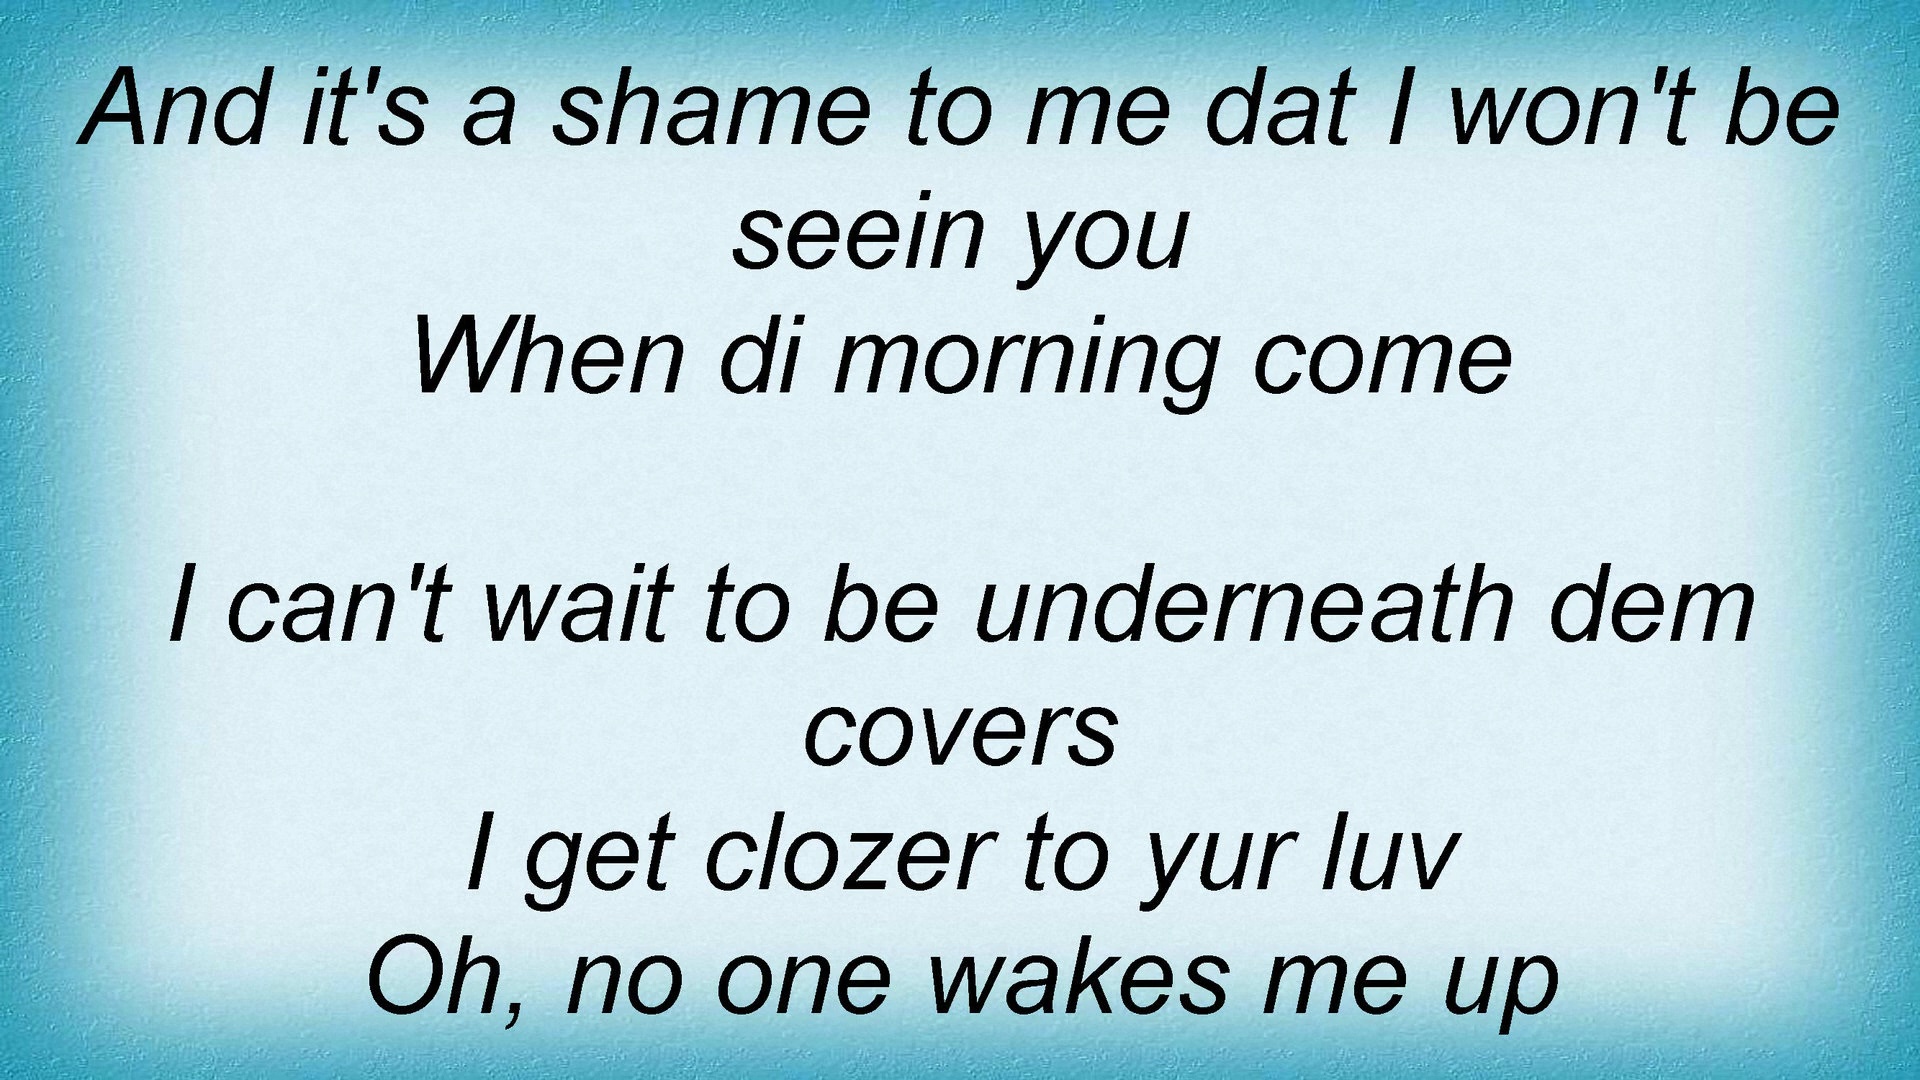 And it's a shame to me dat I won't be
seein you
When di morning come
I can't wait to be underneath dem
covers
I get clozer to yur luv
Oh, no one wakes me up